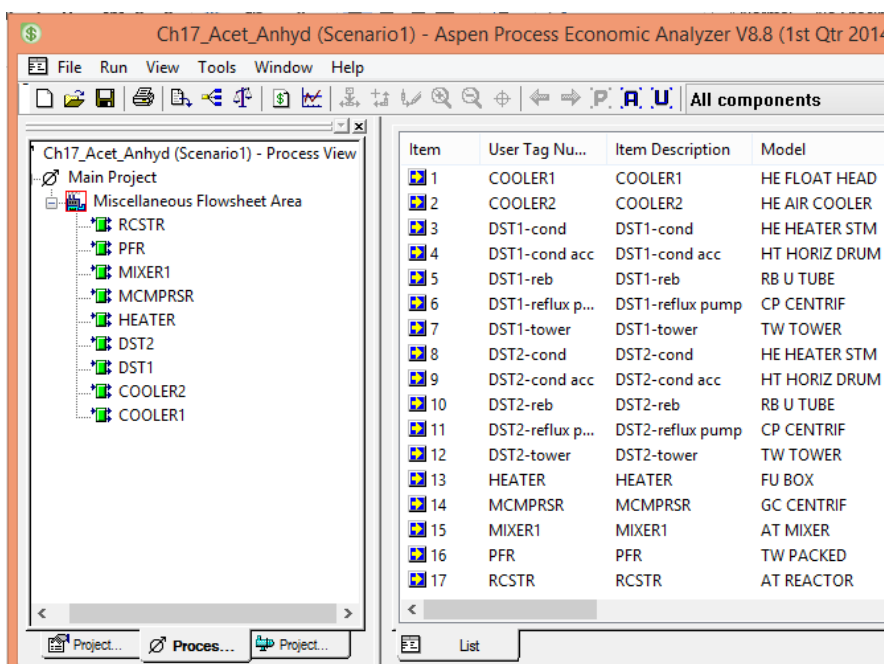 Ch17_Acet_Anhyd (Scenario1) - Aspen Process Economic Analyzer V8.8 (1st Qtr 2014
File Run View Tools Window Help
All components
Ch17_Acet_Anhyd (Scenario1) - Process View
Main Project
Miscellaneous Flowsheet Area
RCSTR
PFR
MIXER1
MCMPRSR
HEATER
DST2
DST1
COOLER2
COOLER1
Project... Proces... Project...
Item User Tag Nu... Item Description Model
1 COOLER1 COOLER1 HE FLOAT HEAD
2 COOLER2 COOLER2 HE AIR COOLER
3 DST1-cond DST1-cond HE HEATER STM
4 DST1-cond acc DST1-cond acc HT HORIZ DRUM
5 DST1-reb DST1-reb RB U TUBE
6 DST1-reflux p... DST1-reflux pump CP CENTRIF
7 DST1-tower DST1-tower TW TOWER
8 DST2-cond DST2-cond HE HEATER STM
9 DST2-cond acc DST2-cond acc HT HORIZ DRUM
10 DST2-reb DST2-reb RB U TUBE
11 DST2-reflux p... DST2-reflux pump CP CENTRIF
12 DST2-tower DST2-tower TW TOWER
13 HEATER HEATER FU BOX
14 MCMPRSR MCMPRSR GC CENTRIF
15 MIXER1 MIXER1 AT MIXER
16 PFR PFR TW PACKED
17 RCSTR RCSTR AT REACTOR
List